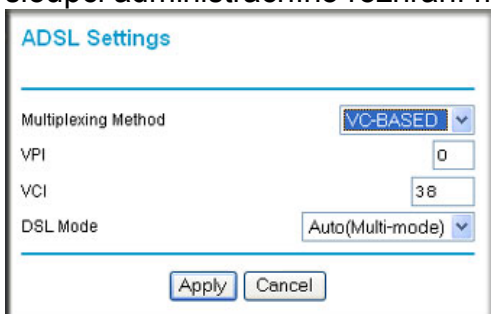 ADSL Settings
Multiplexing Method VC-BASED
VPI 0
VCI 38
DSL Mode Auto(Multi-mode)
Apply Cancel